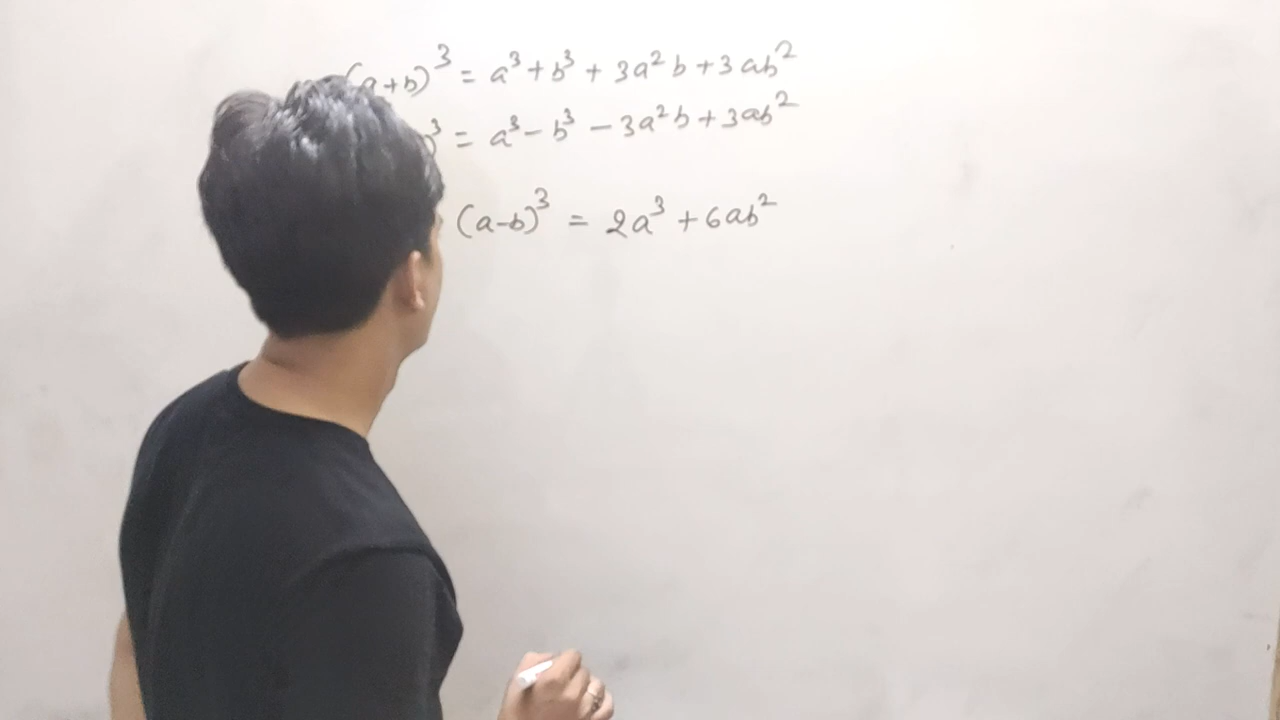 (a+b)³ = a³+b³ + 3a²b+3ab²
)³ = a³- b³ - 3a²b+3ab²
(a-b)³ = 2a³ +6ab²